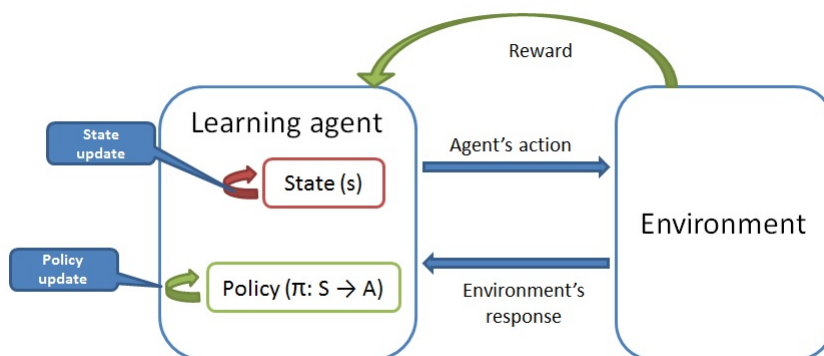 Reward
Learning agent
State
update
Agent's action
State (s)
Environment
Policy
update
Policy (π: S → A)
Environment's
response